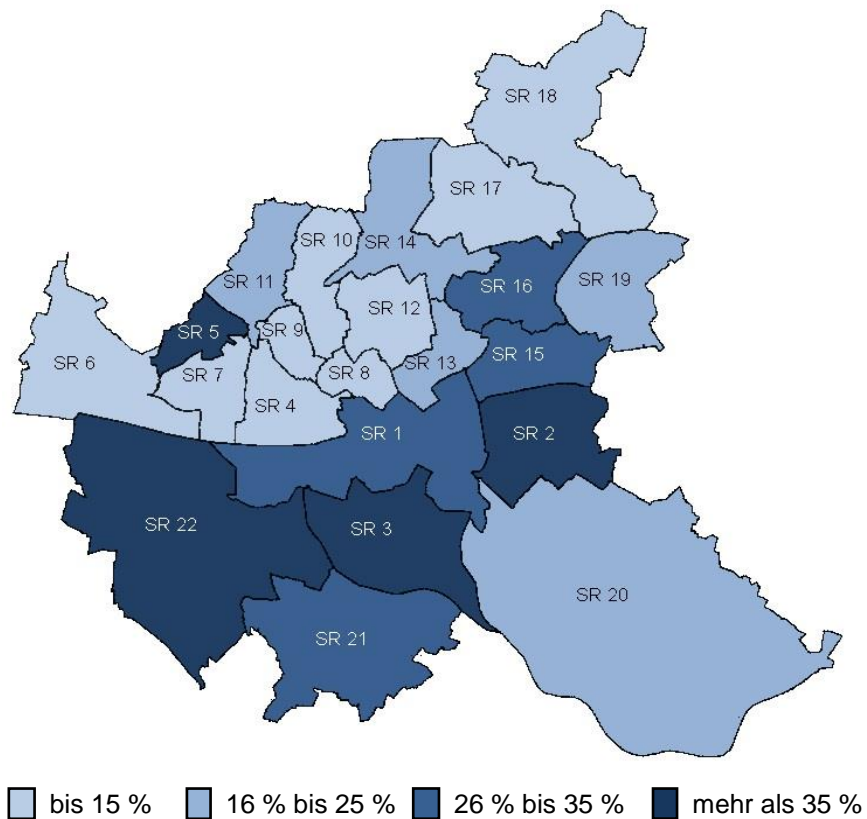 SR 18
SR 17
SR 10
SR 14
SR 11
SR 16
SR 19
SR 12
SR 5
SR 9
SR 6
SR 7
SR 8
SR 13
SR 15
SR 4
SR 1
SR 2
SR 22
SR 3
SR 20
SR 21
bis 15 % 16 % bis 25 % 26 % bis 35 % mehr als 35 %